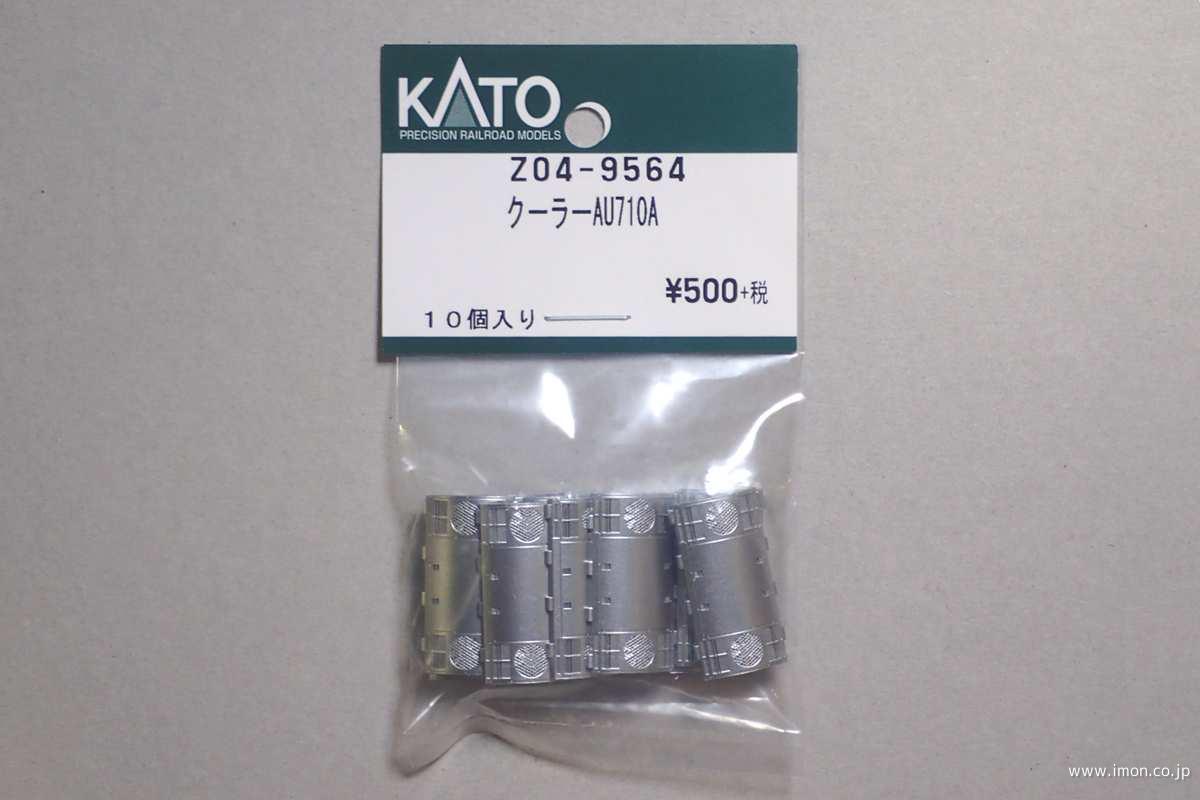 KATO
PRECISION RAILROAD MODELS
Z04-9564
クーラーAU710A
¥500+税
10個入り
www.imon.co.jp